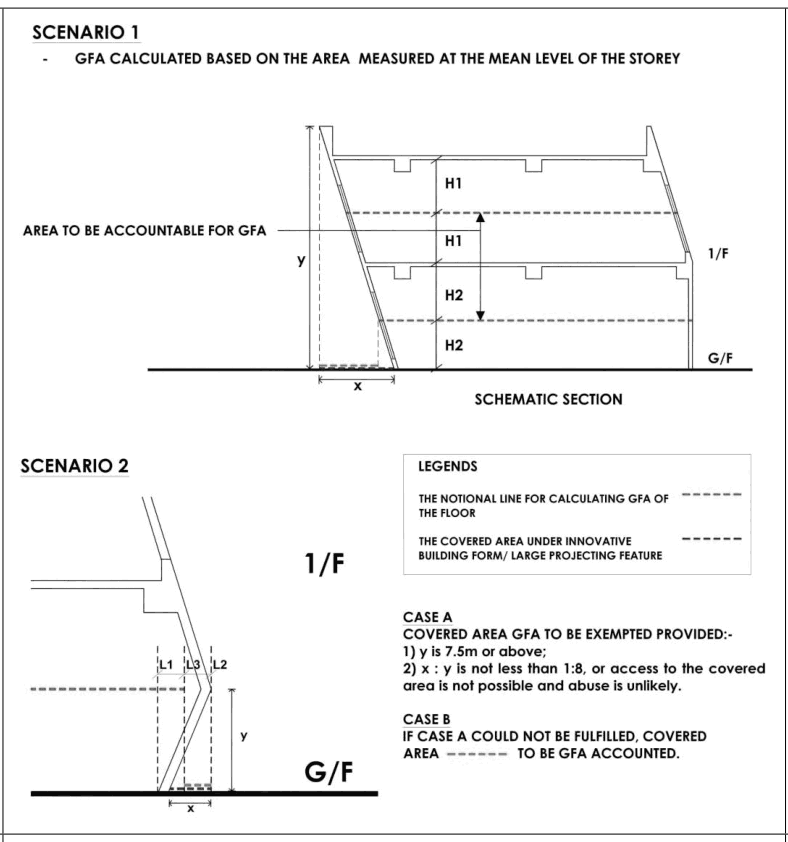 SCENARIO 1
- GFA CALCULATED BASED ON THE AREA MEASURED AT THE MEAN LEVEL OF THE STOREY
H1
AREA TO BE ACCOUNTABLE FOR GFA
H1
y
1/F
H2
H2
G/F
x
SCHEMATIC SECTION
SCENARIO 2
LEGENDS
THE NOTIONAL LINE FOR CALCULATING GFA OF
THE FLOOR
THE COVERED AREA UNDER INNOVATIVE
BUILDING FORM/ LARGE PROJECTING FEATURE
1/F
CASE A
COVERED AREA GFA TO BE EXEMPTED PROVIDED:-
1) y is 7.5m or above;
2) x : y is not less than 1:8, or access to the covered
area is not possible and abuse is unlikely.
L1 L3 L2
CASE B
IF CASE A COULD NOT BE FULFILLED, COVERED
AREA ------ TO BE GFA ACCOUNTED.
y
G/F
x